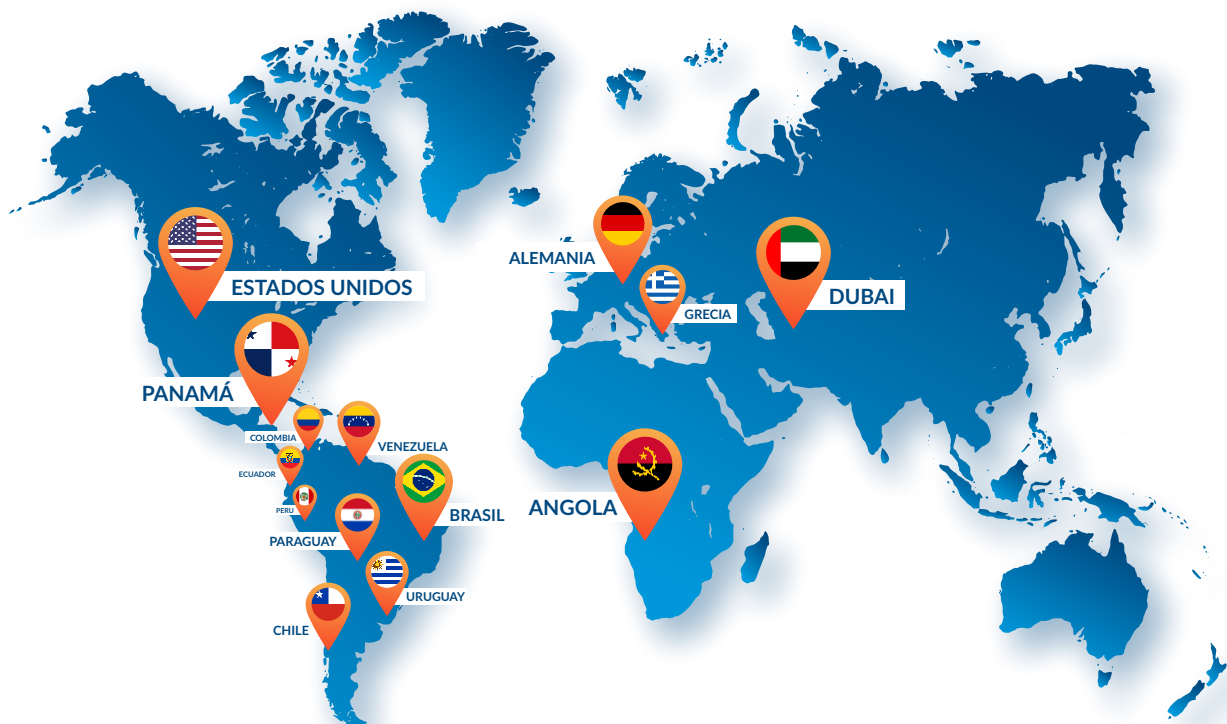 ALEMANIA
ESTADOS UNIDOS
DUBAI
GRECIA
PANAMÁ
COLOMBIA
VENEZUELA
ECUADOR
PERU
BRASIL
ANGOLA
PARAGUAY
URUGUAY
CHILE